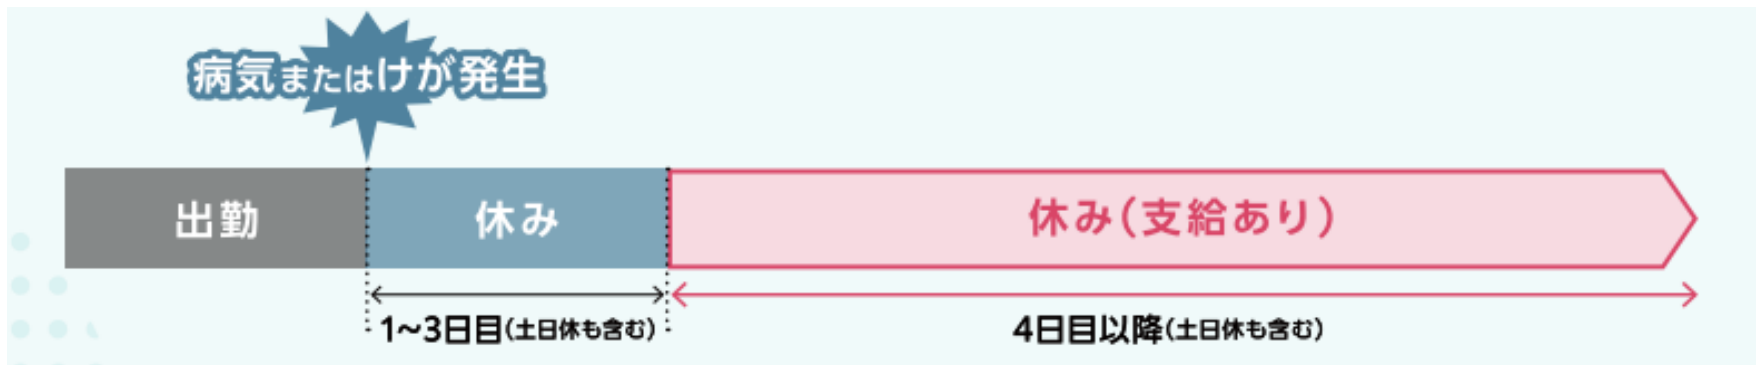 病気またはけが発生
出勤
休み
休み(支給あり)
1~3日目(土日休も含む)
4日目以降(土日休も含む)